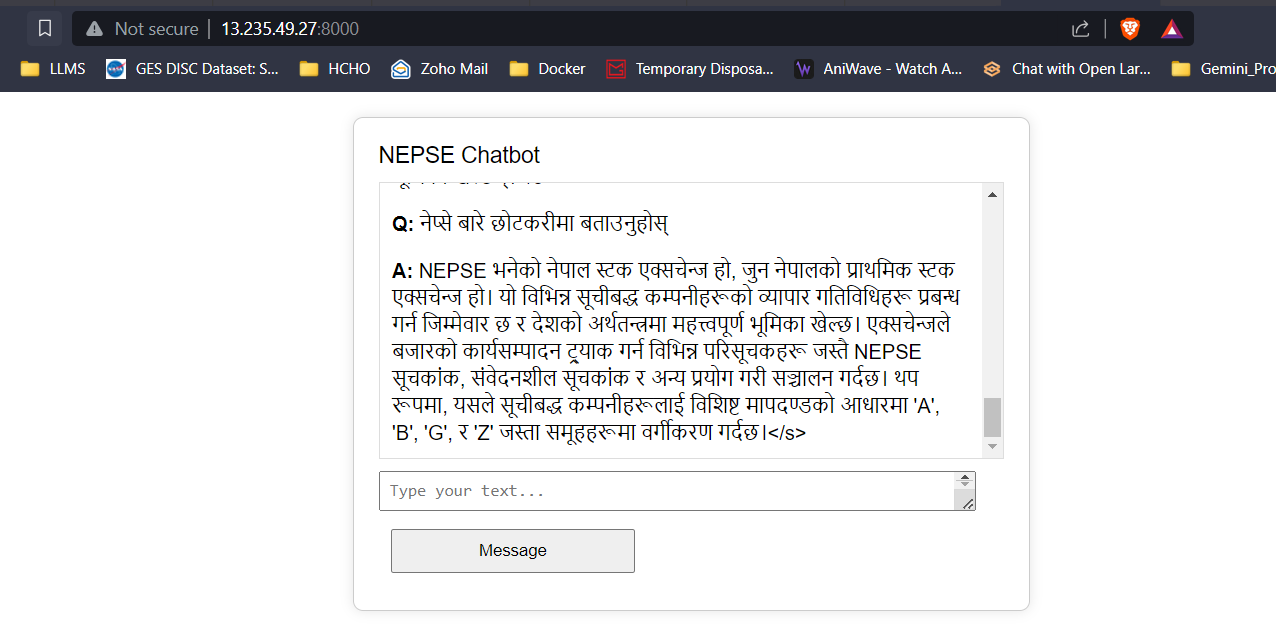 Not secure | 13.235.49.27:8000
LLMS GES DISC Dataset: S... HCHO Zoho Mail Docker Temporary Disposa... AniWave - Watch A... Chat with Open Lar... Gemini_Pro
NEPSE Chatbot
Q: नेप्से बारे छोटकरीमा बताउनुहोस्
A: NEPSE भनेको नेपाल स्टक एक्सचेन्ज हो, जुन नेपालको प्राथमिक स्टक
एक्सचेन्ज हो। यो विभिन्न सूचीबद्ध कम्पनीहरूको व्यापार गतिविधिहरू प्रबन्ध
गर्न जिम्मेवार छ र देशको अर्थतन्त्रमा महत्त्वपूर्ण भूमिका खेल्छ। एक्सचेन्जले
बजारको कार्यसम्पादन ट्र्याक गर्न विभिन्न परिसूचकहरू जस्तै NEPSE
सूचकांक, संवेदनशील सूचकांक र अन्य प्रयोग गरी सञ्चालन गर्दछ। थप
रूपमा, यसले सूचीबद्ध कम्पनीहरूलाई विशिष्ट मापदण्डको आधारमा 'A',
'B', 'G', र 'Z' जस्ता समूहहरूमा वर्गीकरण गर्दछ।</s>
Type your text...
Message